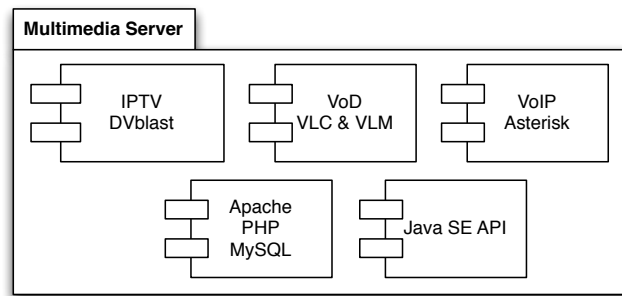 Multimedia Server
IPTV
DVblast
VoD
VLC & VLM
VoIP
Asterisk
Apache
PHP
MySQL
Java SE API